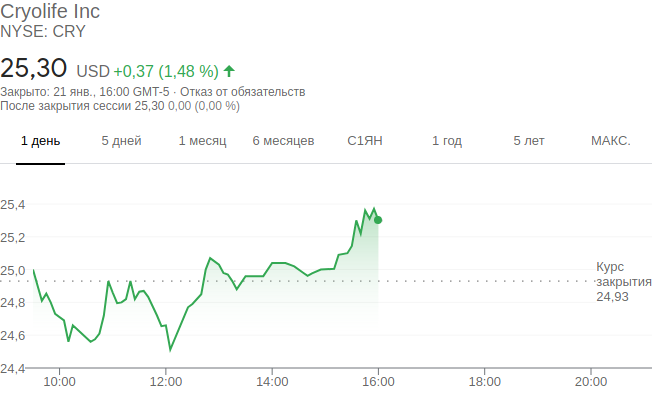 Cryolife Inc
NYSE: CRY
25,30 USD +0,37 (1,48 %)
Закрыто: 21 янв., 16:00 GMT-5 · Отказ от обязательств
После закрытия сессии 25,30 0,00 (0,00 %)
1 день 5 дней 1 месяц 6 месяцев С1ЯН 1 год 5 лет МАКС.
25,4
25,2
25,0
24,8
24,6
24,4
Курс
закрытия
24,93
10:00 12:00 14:00 16:00 18:00 20:00